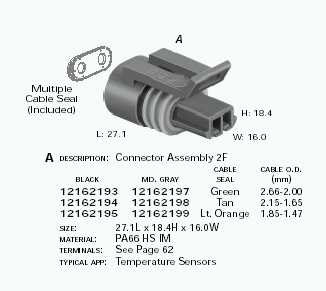 A
Multiple
Cable Seal
(Included)
H: 18.4
L: 27.1
W: 16.0
A DESCRIPTION: Connector Assembly 2F
BLACK MD. GRAY CABLE SEAL CABLE O.D. (mm)
12162193 12162197 Green 2.66-2.00
12162194 12162198 Tan 2.15-1.65
12162195 12162199 Lt. Orange 1.85-1.47
SIZE: 27.1L x 18.4H x 16.0W
MATERIAL: PA66 HS IM
TERMINALS: See Page 62
TYPICAL APP: Temperature Sensors